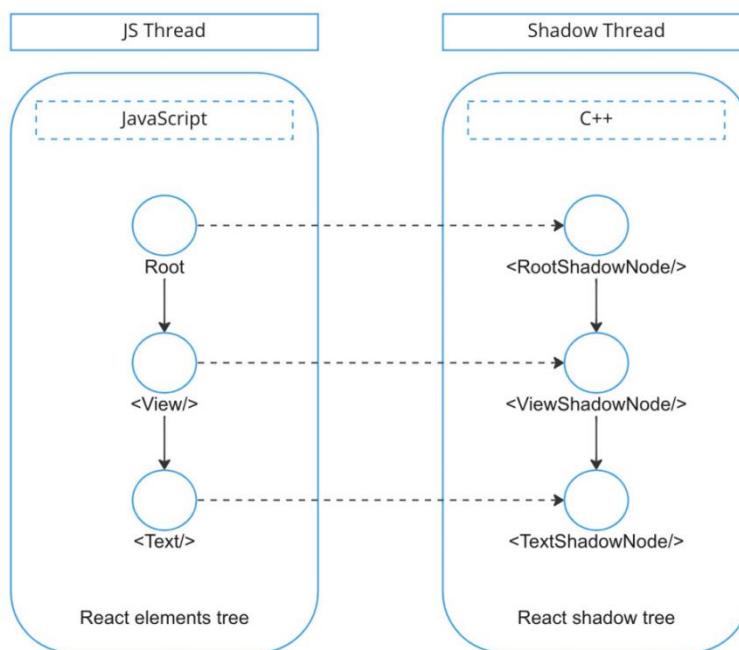 JS Thread
Shadow Thread
JavaScript
C++
Root
<RootShadowNode/>
<View/>
<ViewShadowNode/>
<Text/>
<TextShadowNode/>
React elements tree
React shadow tree